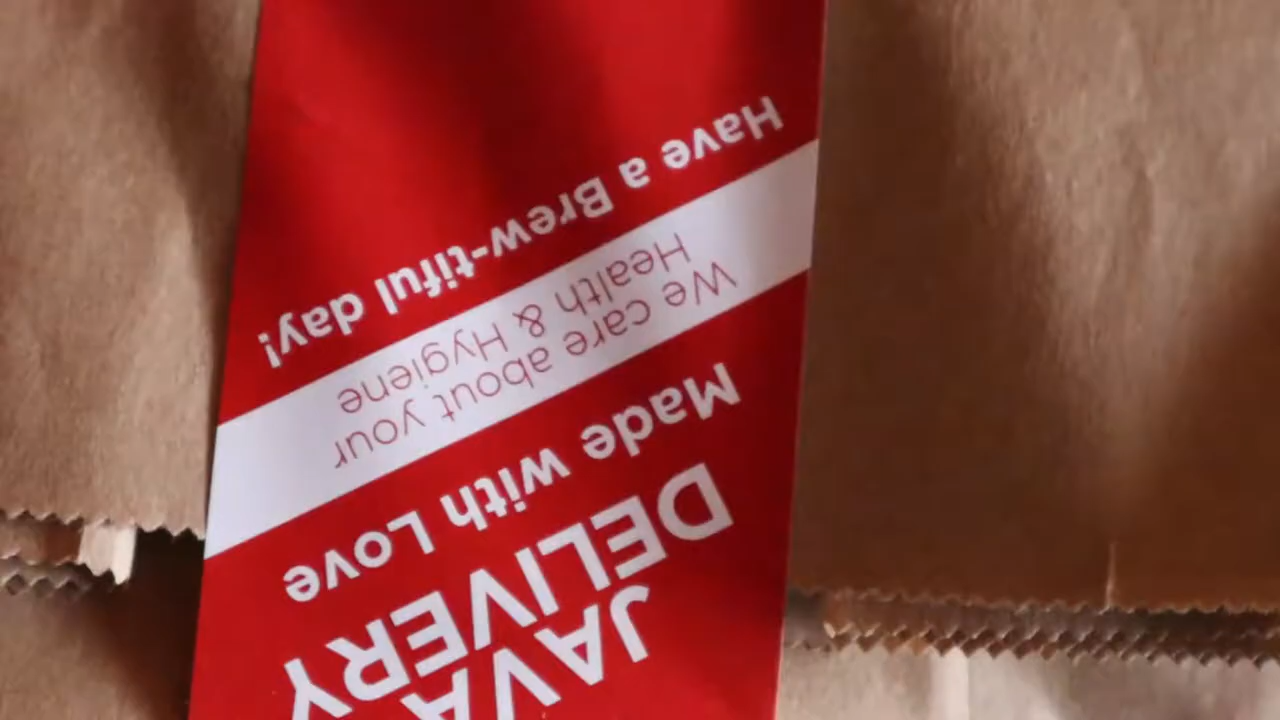 JAVA
DELIVERY
Made with Love
We care about your
Health & Hygiene
Have a Brew-tiful day!